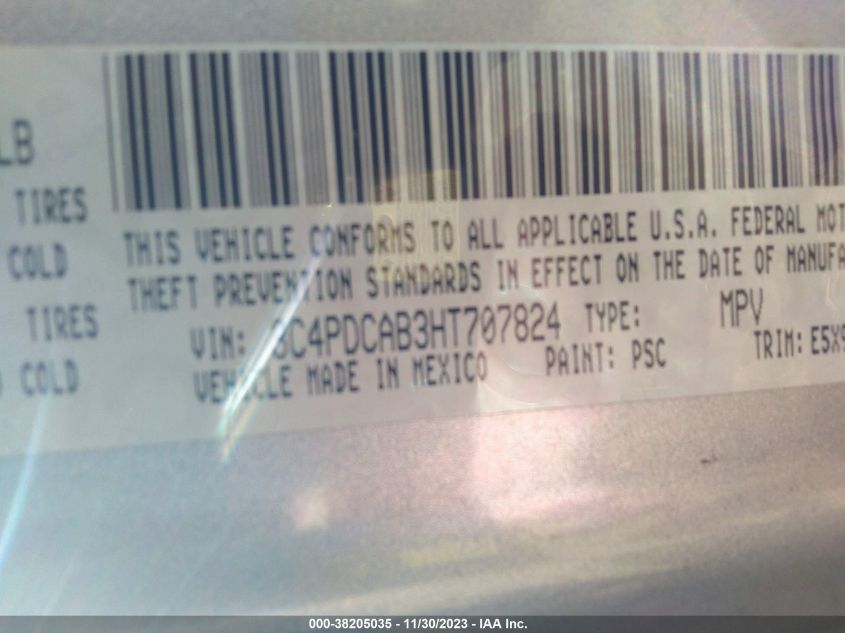 LB
TIRES
COLD
TIRES
COLD
THIS VEHICLE CONFORMS TO ALL APPLICABLE U.S.A. FEDERAL MOT
THEFT PREVENTION STANDARDS IN EFFECT ON THE DATE OF MANUFA
VIN: 3C4PDCAB3HT707824 TYPE: MPV
VEHICLE MADE IN MEXICO PAINT: PSC TRIM: E5X9
000-38205035 - 11/30/2023 - IAA Inc.